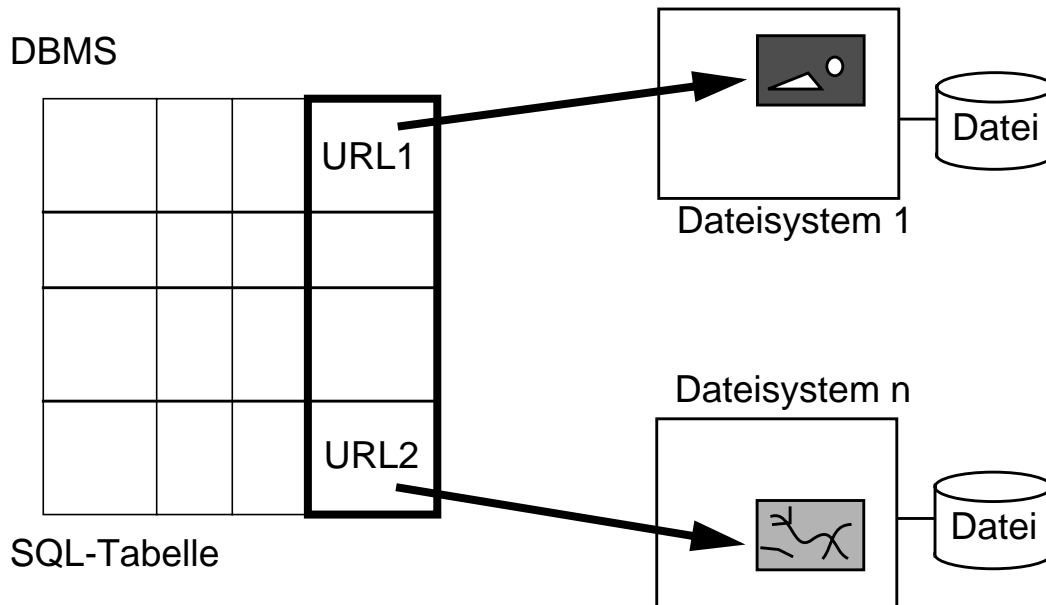 DBMS
URL1
URL2
SQL-Tabelle
Datei
Dateisystem 1
Dateisystem n
Datei